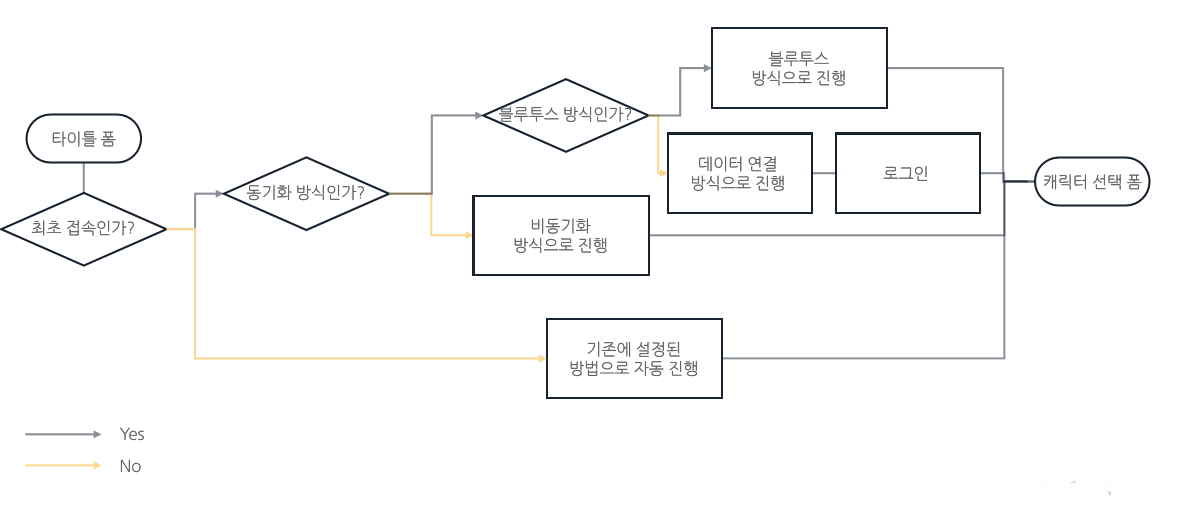 타이틀 폼
최초 접속인가?
동기화 방식인가?
블루투스 방식인가?
블루투스
방식으로 진행
데이터 연결
방식으로 진행
로그인
비동기화
방식으로 진행
기존에 설정된
방법으로 자동 진행
캐릭터 선택 폼
Yes
No